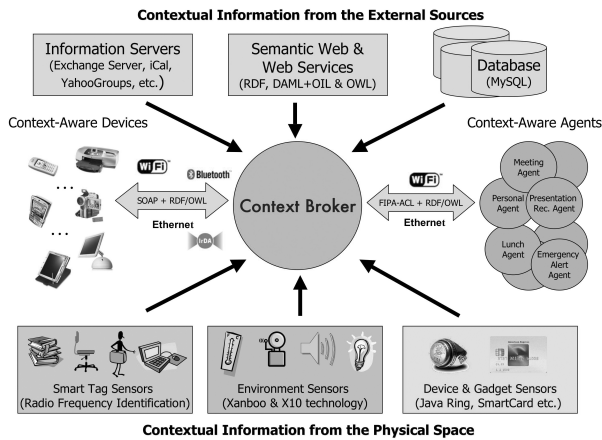 Contextual Information from the External Sources
Information Servers
(Exchange Server, iCal,
YahooGroups, etc.)
Semantic Web &
Web Services
(RDF, DAML+OIL & OWL)
Database
(MySQL)
Context-Aware Devices
Context-Aware Agents
Wi Fi
Bluetooth
SOAP + RDF/OWL
Ethernet
IrDA
Context Broker
Wi Fi
FIPA-ACL + RDF/OWL
Ethernet
Meeting
Agent
Personal
Agent
Presentation
Rec. Agent
Lunch
Agent
Emergency
Alert
Agent
Smart Tag Sensors
(Radio Frequency Identification)
Environment Sensors
(Xanboo & X10 technology)
Device & Gadget Sensors
(Java Ring, SmartCard etc.)
Contextual Information from the Physical Space